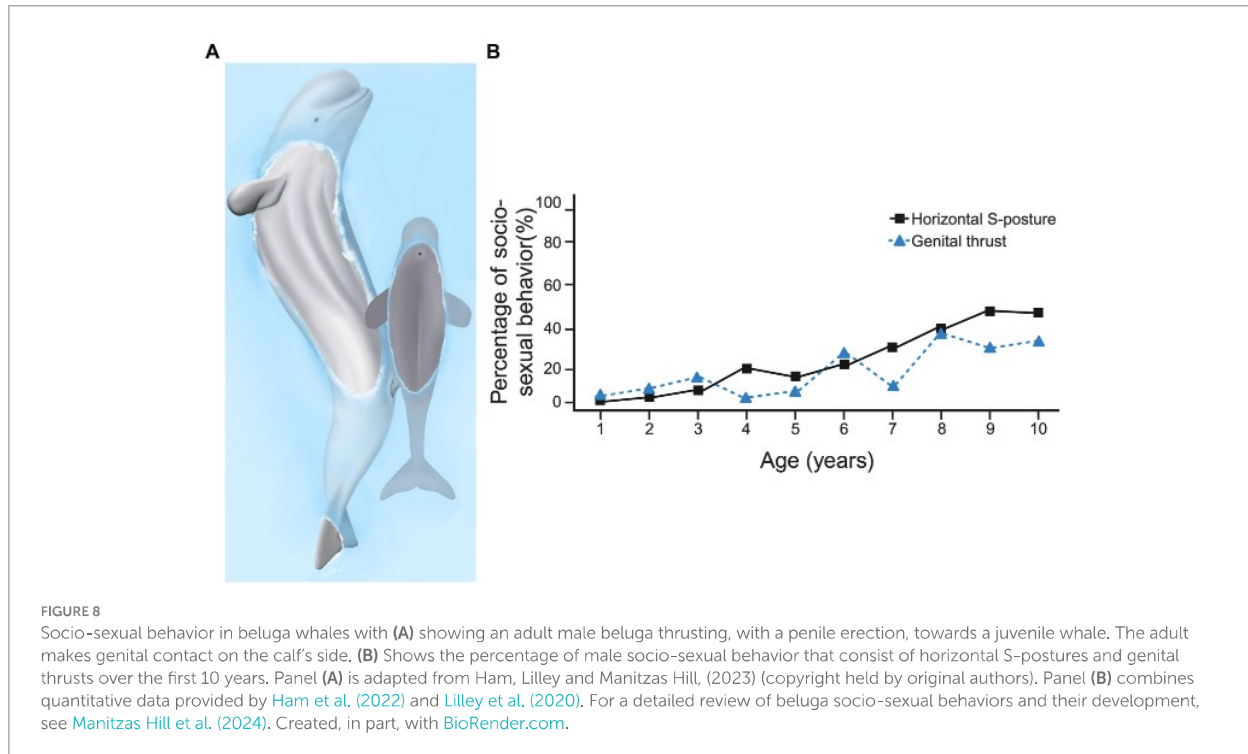 A
B
Percentage of socio-
sexual behavior(%)
100
80
60
40
20
0
Horizontal S-posture
Genital thrust
1 2 3 4 5 6 7 8 9 10
Age (years)
FIGURE 8
Socio-sexual behavior in beluga whales with (A) showing an adult male beluga thrusting, with a penile erection, towards a juvenile whale. The adult
makes genital contact on the calf’s side. (B) Shows the percentage of male socio-sexual behavior that consist of horizontal S-postures and genital
thrusts over the first 10 years. Panel (A) is adapted from Ham, Lilley and Manitzas Hill, (2023) (copyright held by original authors). Panel (B) combines
quantitative data provided by Ham et al. (2022) and Lilley et al. (2020). For a detailed review of beluga socio-sexual behaviors and their development,
see Manitzas Hill et al. (2024). Created, in part, with BioRender.com.